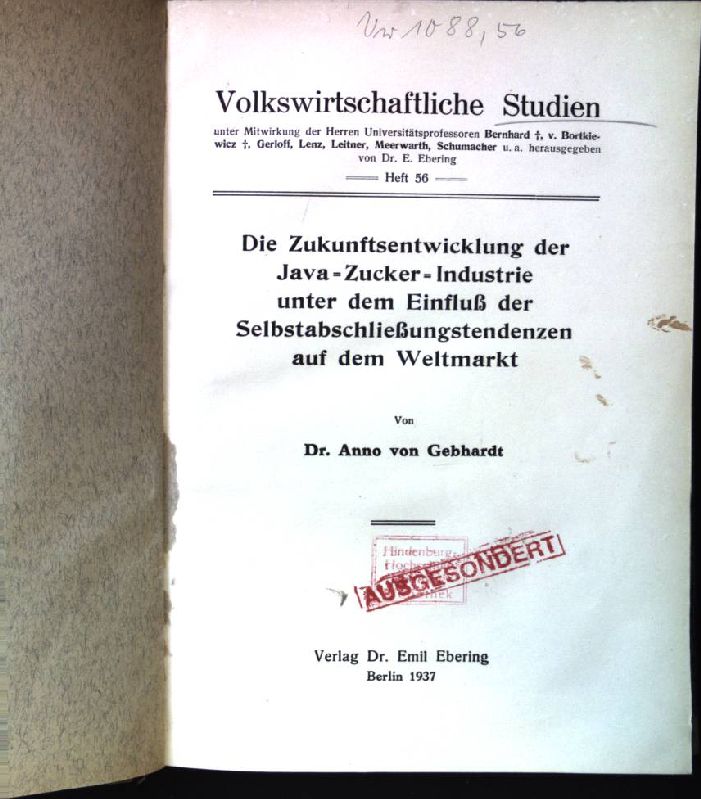 1088,56
Volkswirtschaftliche Studien
unter Mitwirkung der Herren Universitätsprofessoren Bernhard †, v. Bortkie-
wicz †, Gerloff, Lenz, Leitner, Meerwarth, Schumacher u. a. herausgegeben
von Dr. E. Ebering
Heft 56
Die Zukunftsentwicklung der
Java-Zucker-Industrie
unter dem Einfluß der
Selbstabschließungstendenzen
auf dem Weltmarkt
Von
Dr. Anno von Gebhardt
Hindenburg-
AUSGESONDERT
Verlag Dr. Emil Ebering
Berlin 1937